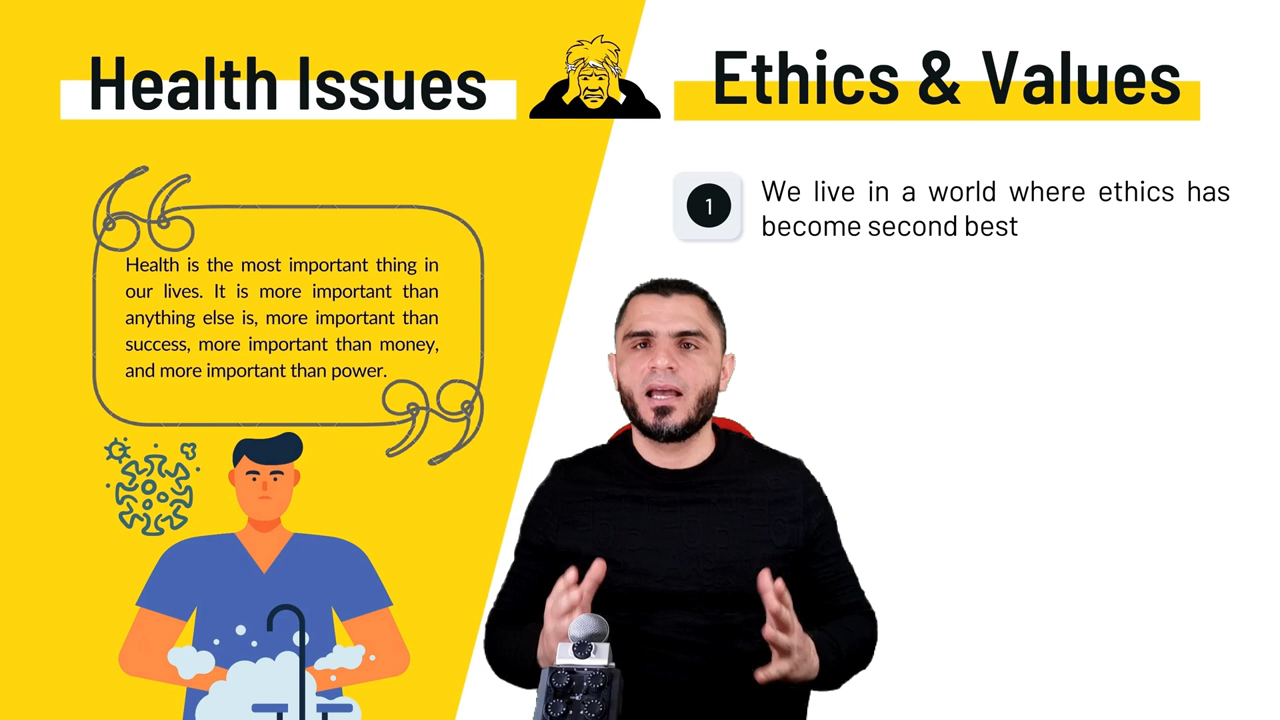 Health Issues
Health is the most important thing in
our lives. It is more important than
anything else is, more important than
success, more important than money,
and more important than power.
Ethics & Values
1
We live in a world where ethics has
become second best